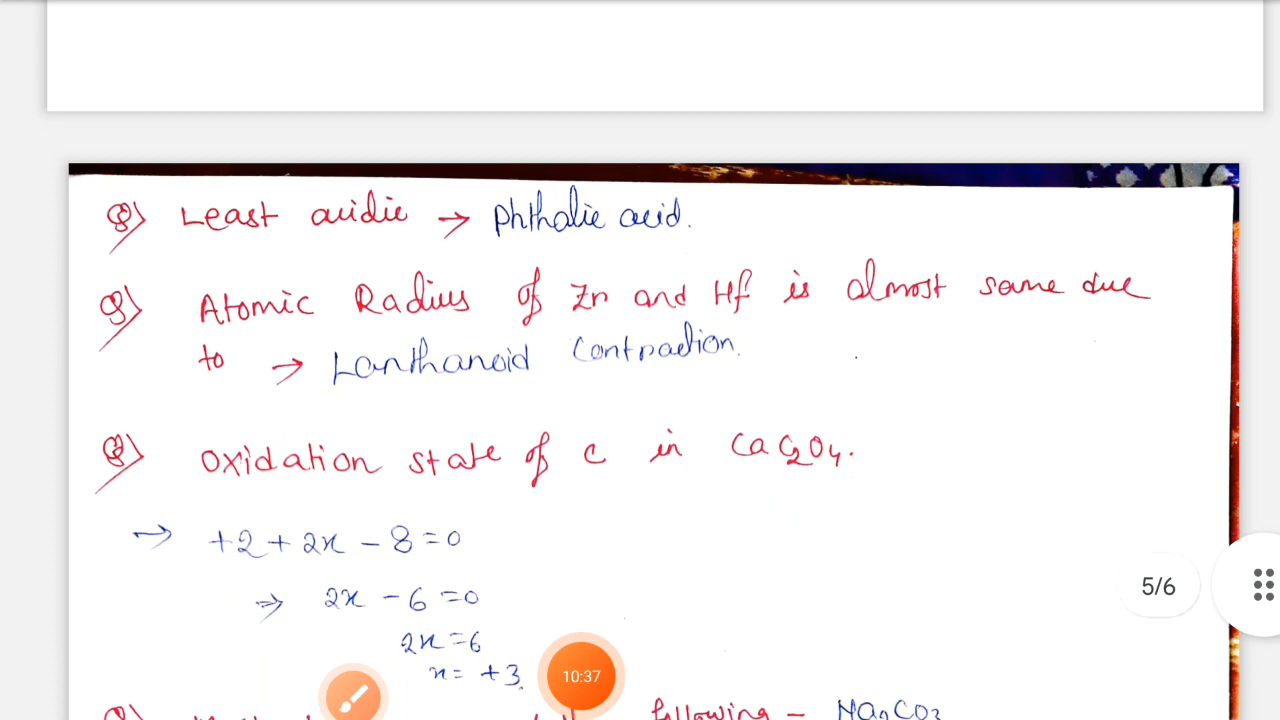 Q) Least acidic → Phthalic acid.
Q) Atomic Radius of Zn and Hf is almost same due
to → Lanthanoid Contraction.
Q) Oxidation state of C in CaC2O4.
→ +2 + 2x - 8 = 0
⇒ 2x - 6 = 0
2x = 6
x = +3.
5/6
10:37
Q) following - Na2CO3